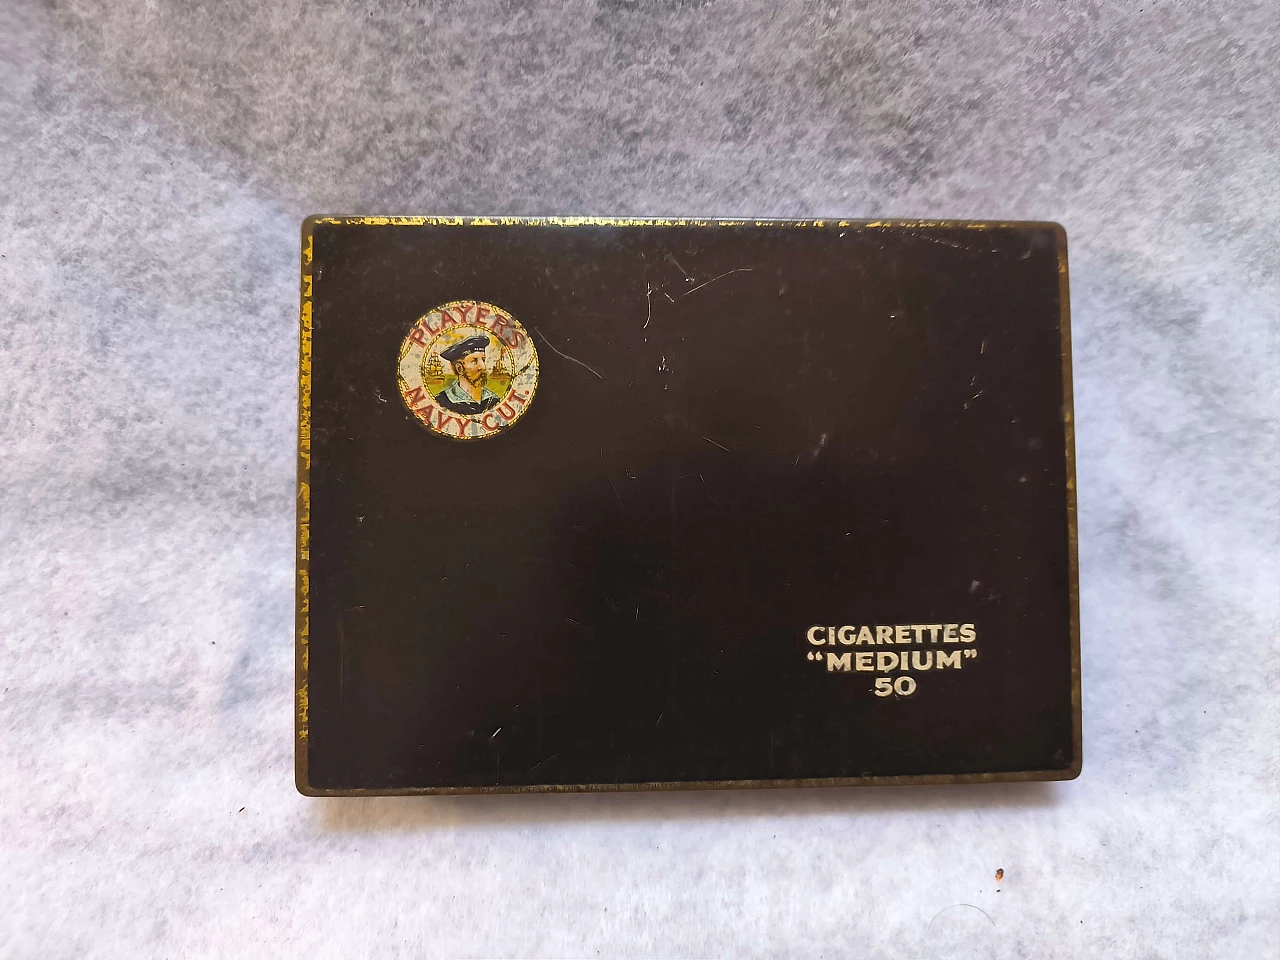 PLAYER'S
NAVY CUT.
CIGARETTES
“MEDIUM”
50